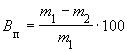 Bп = (m₁ − m₂) / m₁ · 100